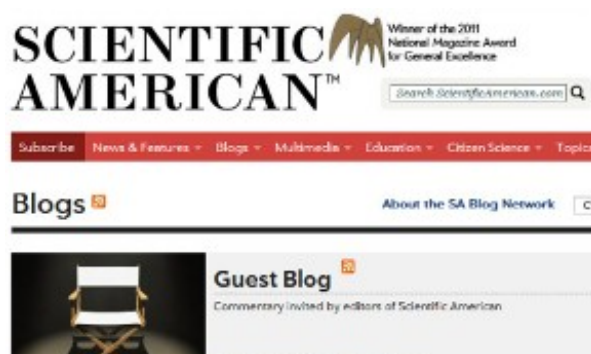 SCIENTIFIC
AMERICAN™
Winner of the 2011
National Magazine Award
for General Excellence
Search ScientificAmerican.com
Subscribe News & Features Blogs Multimedia Education Citizen Science Topics
Blogs
About the SA Blog Network
C
Guest Blog
Commentary invited by editors of Scientific American